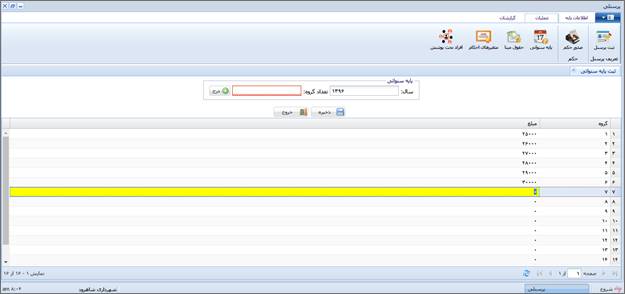 پرسنلی
اطلاعات پایه عملیات گزارشات
ثبت پرسنل صدور حکم پایه سنواتی حقوق مبنا متغیرهای احکام افراد تحت پوشش
تعریف پرسنل حکم
ثبت پایه سنواتی
پایه سنواتی
سال: ۱۳۹۶ تعداد گروه: درج
ذخیره خروج
گروه مبلغ
۱ ۱ ۲۵۰۰۰
۲ ۲ ۲۶۰۰۰
۳ ۳ ۲۷۰۰۰
۴ ۴ ۲۸۰۰۰
۵ ۵ ۲۹۰۰۰
۶ ۶ ۳۰۰۰۰
۷ ۷ ۰
۸ ۸ ۰
۹ ۹ ۰
۱۰ ۱۰ ۰
۱۱ ۱۱ ۰
۱۲ ۱۲ ۰
۱۳ ۱۳ ۰
۱۴ ۱۴ ۰
صفحه ۱ از ۱ نمایش ۱ - ۱۶ از ۱۶
شروع پرسنلی شهرداری شاهرود ۸:۰۴ am